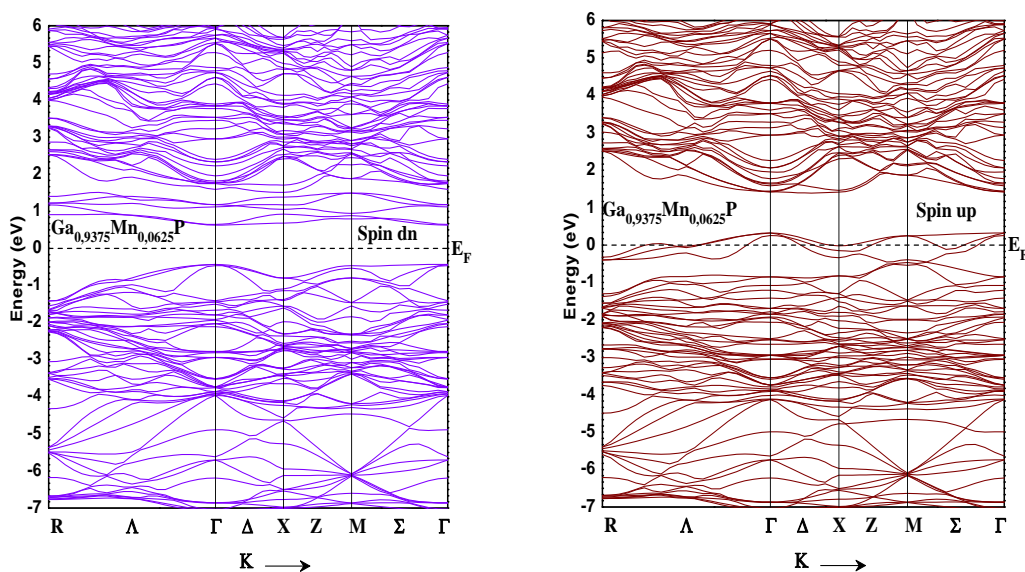 6
5
4
3
2
1
0
-1
-2
-3
-4
-5
-6
-7
Energy (eV)
Ga0,9375Mn0,0625P
Spin dn
EF
R Λ Γ Δ X Z M Σ Γ
K
6
5
4
3
2
1
0
-1
-2
-3
-4
-5
-6
-7
Energy (eV)
Ga0,9375Mn0,0625P
Spin up
EF
R Λ Γ Δ X Z M Σ Γ
K